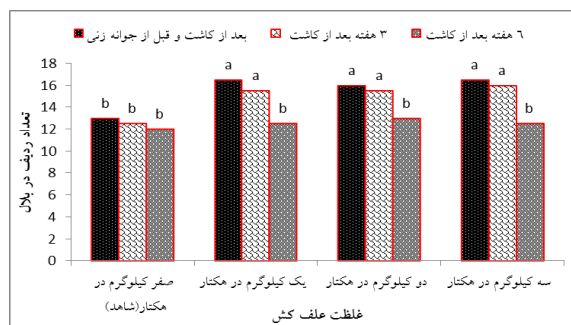 بعد از کاشت و قبل از جوانه زنی ۳ هفته بعد از کاشت ۶ هفته بعد از کاشت
تعداد ردیف در بلال
18
16
14
12
10
8
6
4
2
0
b b b a a b a a b a a b
صفر کیلوگرم در هکتار(شاهد) یک کیلوگرم در هکتار دو کیلوگرم در هکتار سه کیلوگرم در هکتار
غلظت علف کش